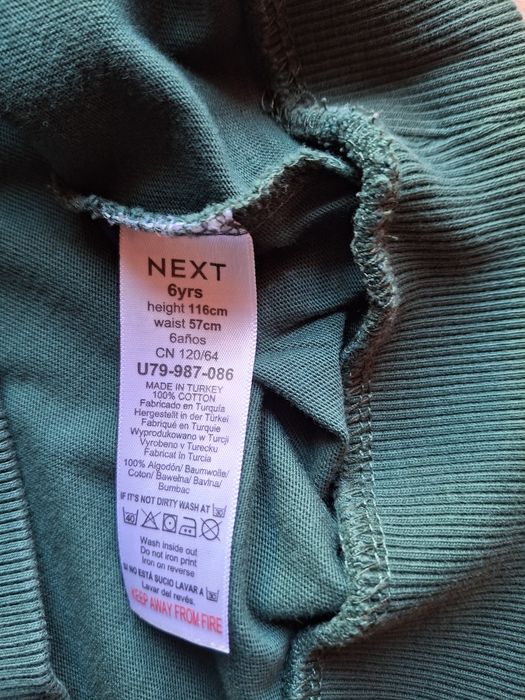 NEXT
6yrs
height 116cm
waist 57cm
6años
CN 120/64
U79-987-086
MADE IN TURKEY
100% COTTON
Fabricado en Turquía
Hergestellt in der Türkei
Fabriqué en Turquie
Wyprodukowano w Turcji
Vyrobeno v Turecku
Fabricat în Turcia
100% Algodón/ Baumwolle/
Coton/ Bawełna/ Bavlna/
Bumbac
IF IT'S NOT DIRTY WASH AT 30
40
Wash inside out
Do not iron print
Iron on reverse
SI NO ESTÁ SUCIO LAVAR A 30
Lavar del revés.
KEEP AWAY FROM FIRE